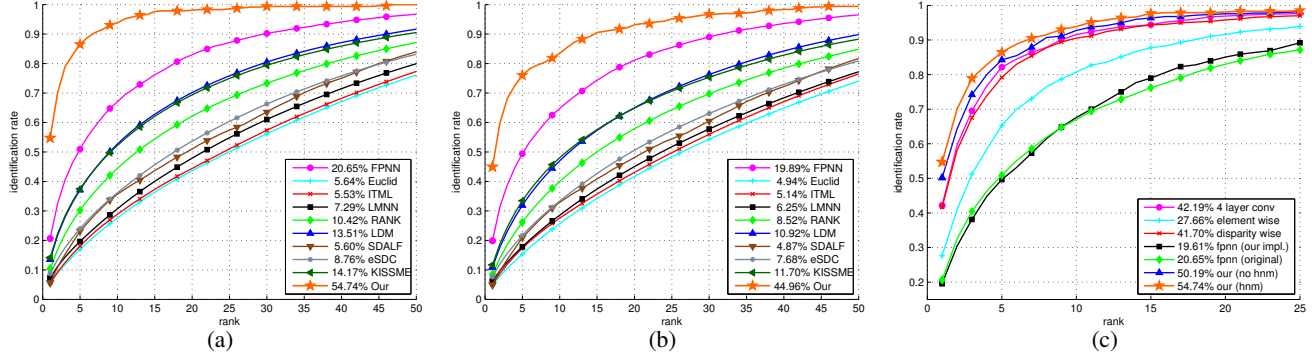 identification rate
1
0.9
0.8
0.7
0.6
0.5
0.4
0.3
0.2
0.1
0
0 5 10 15 20 25 30 35 40 45 50
rank
20.65% FPNN
5.64% Euclid
5.53% ITML
7.29% LMNN
10.42% RANK
13.51% LDM
5.60% SDALF
8.76% eSDC
14.17% KISSME
54.74% Our
(a)
identification rate
1
0.9
0.8
0.7
0.6
0.5
0.4
0.3
0.2
0.1
0
0 5 10 15 20 25 30 35 40 45 50
rank
19.89% FPNN
4.94% Euclid
5.14% ITML
6.25% LMNN
8.52% RANK
10.92% LDM
4.87% SDALF
7.68% eSDC
11.70% KISSME
44.96% Our
(b)
identification rate
1
0.9
0.8
0.7
0.6
0.5
0.4
0.3
0.2
0.1
0 5 10 15 20 25
rank
42.19% 4 layer conv
27.66% element wise
41.70% disparity wise
19.61% fpnn (our impl.)
20.65% fpnn (original)
50.19% our (no hnm)
54.74% our (hnm)
(c)